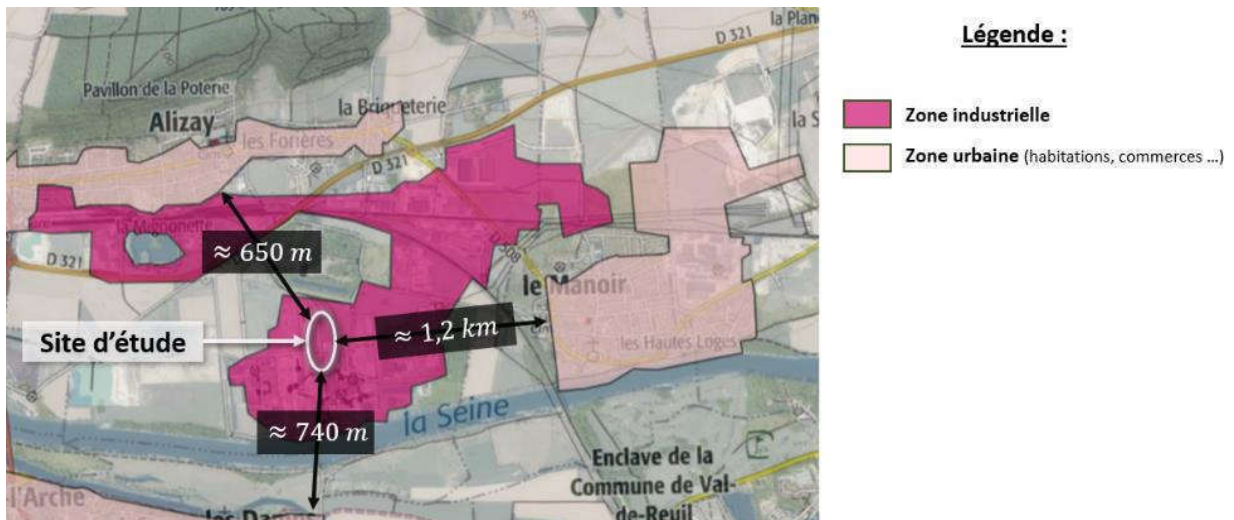 Légende :
la Plan
D 321
Pavillon de la Poterie
la Briqueterie
Alizay
les Forières
la S
Zone industrielle
Zone urbaine (habitations, commerces ...)
D 321
la Mignonette
D 321
≈ 650 m
le Manoir
Site d'étude
≈ 1,2 km
les Hautes Loges
la Seine
≈ 740 m
Enclave de la
Commune de Val-
de-Reuil
l'Arche